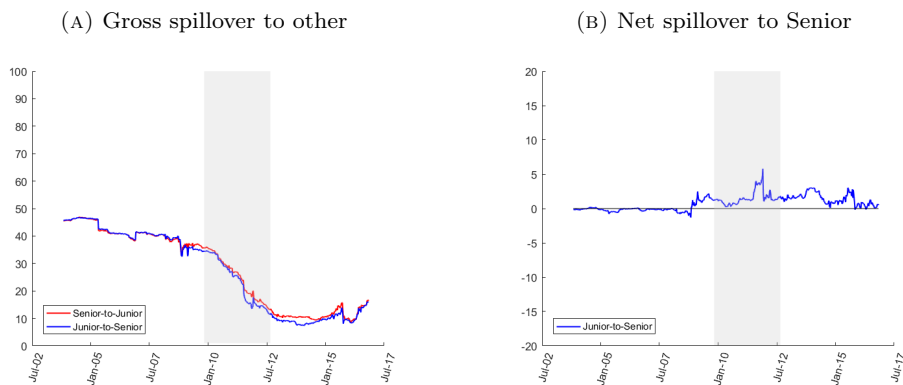 (A) Gross spillover to other
100
90
80
70
60
50
40
30
20
10
0
Senior-to-Junior
Junior-to-Senior
Jul-02
Jan-05
Jul-07
Jan-10
Jul-12
Jan-15
Jul-17
(B) Net spillover to Senior
20
15
10
5
0
-5
-10
-15
-20
Junior-to-Senior
Jul-02
Jan-05
Jul-07
Jan-10
Jul-12
Jan-15
Jul-17